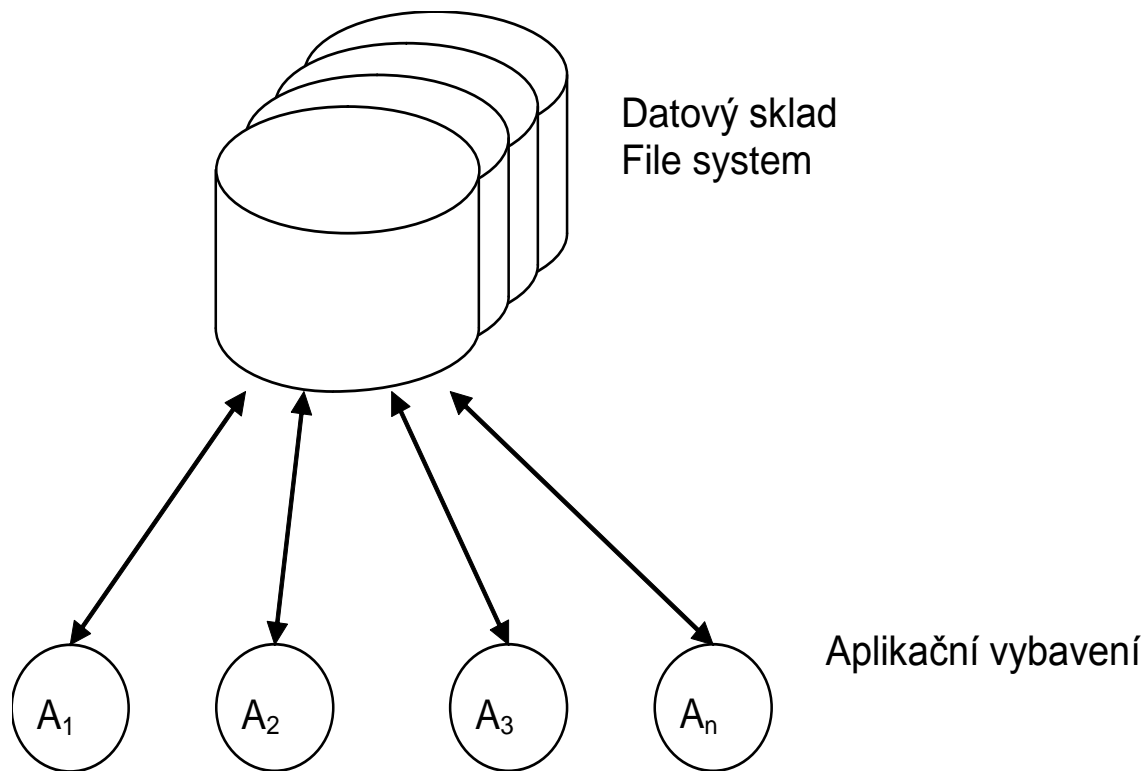 Datový sklad
File system
Aplikační vybavení
A₁ A₂ A₃ Aₙ